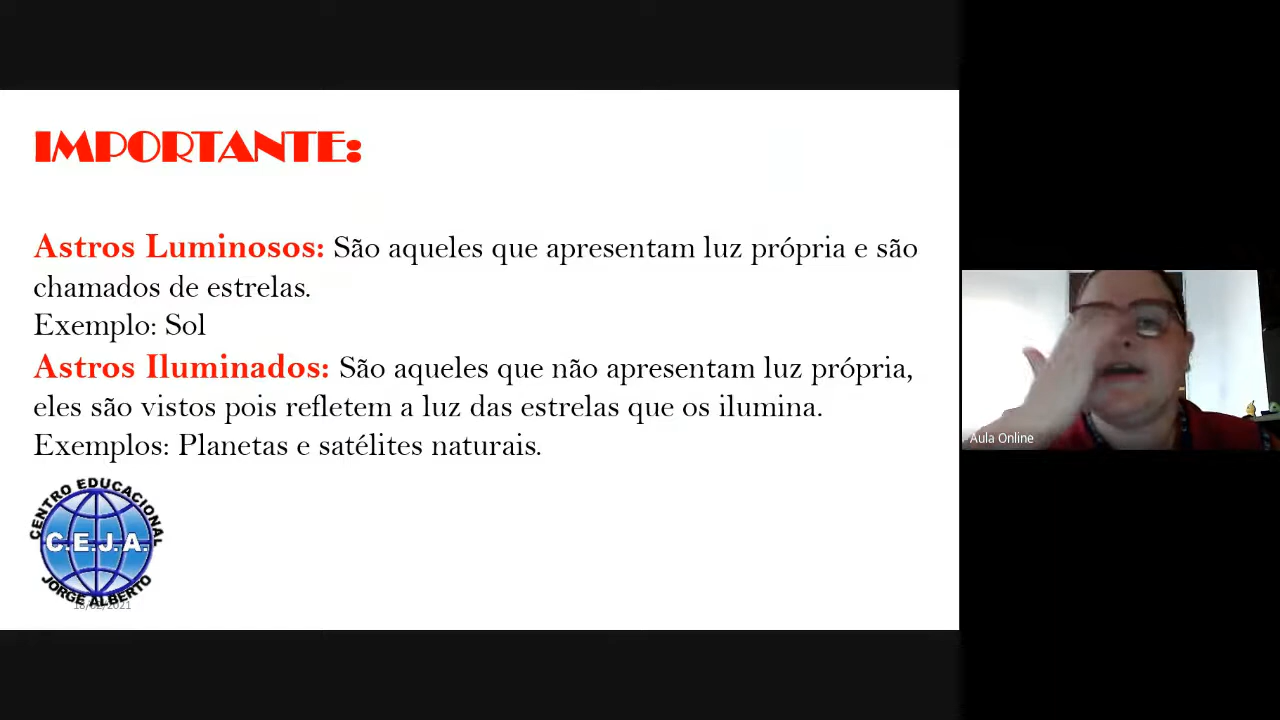 IMPORTANTE:
Astros Luminosos: São aqueles que apresentam luz própria e são
chamados de estrelas.
Exemplo: Sol
Astros Iluminados: São aqueles que não apresentam luz própria,
eles são vistos pois refletem a luz das estrelas que os ilumina.
Exemplos: Planetas e satélites naturais.
CENTRO EDUCACIONAL
C.E.J.A.
JORGE ALBERTO
Aula Online